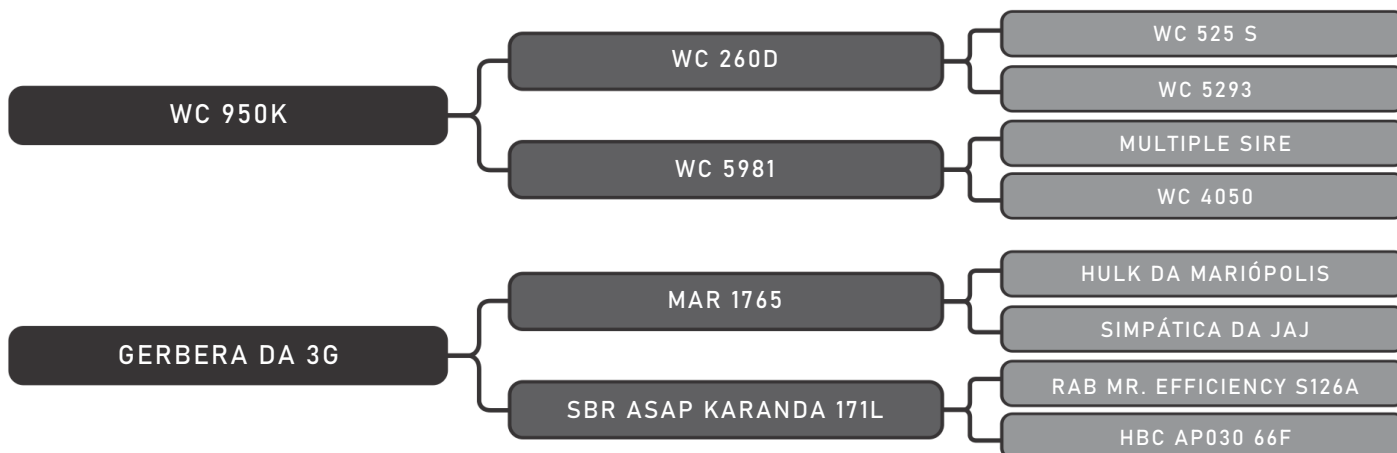 WC 950K
WC 260D
WC 525 S
WC 5293
WC 5981
MULTIPLE SIRE
WC 4050
GERBERA DA 3G
MAR 1765
HULK DA MARIÓPOLIS
SIMPÁTICA DA JAJ
SBR ASAP KARANDA 171L
RAB MR. EFFICIENCY S126A
HBC AP030 66F